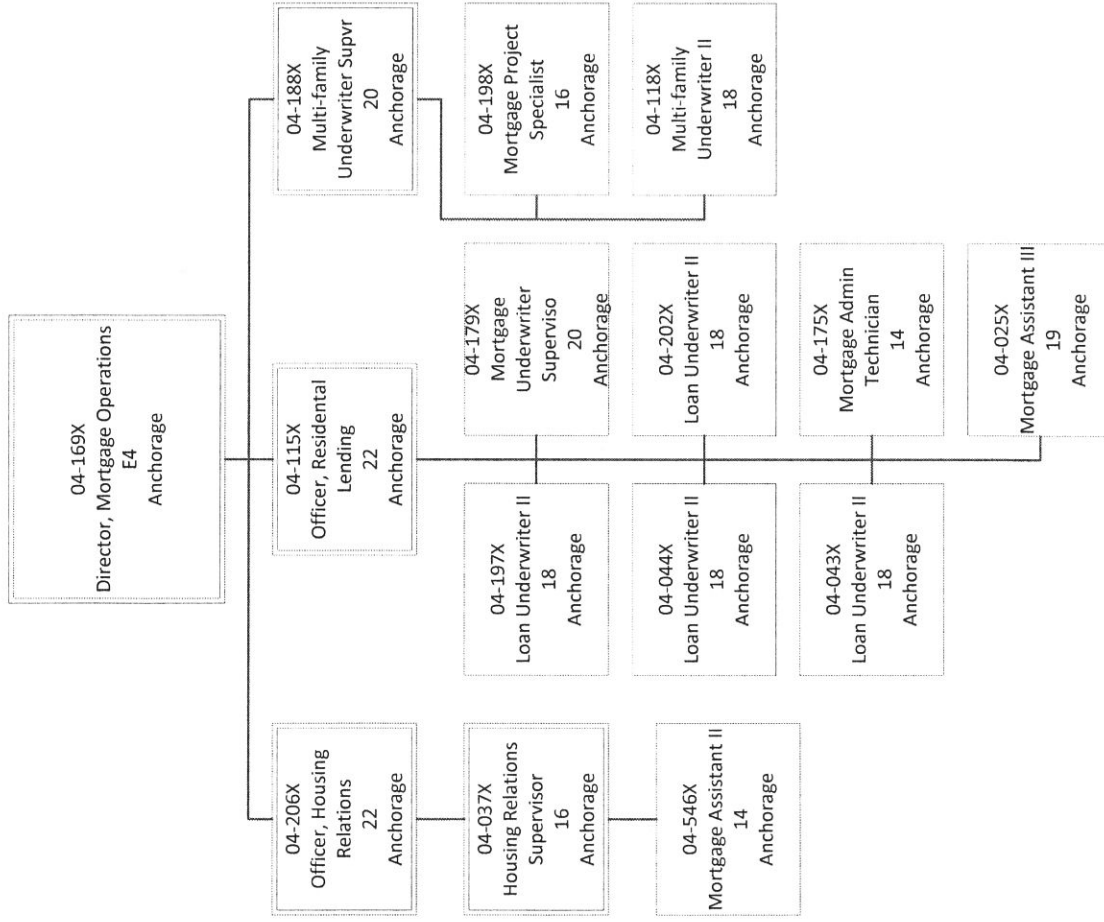 04-169X
Director, Mortgage Operations
E4
Anchorage
04-206X
Officer, Housing
Relations
22
Anchorage
04-115X
Officer, Residental
Lending
22
Anchorage
04-188X
Multi-family
Underwriter Supvr
20
Anchorage
04-037X
Housing Relations
Supervisor
16
Anchorage
04-546X
Mortgage Assistant II
14
Anchorage
04-197X
Loan Underwriter II
18
Anchorage
04-179X
Mortgage
Underwriter
Superviso
20
Anchorage
04-044X
Loan Underwriter II
18
Anchorage
04-202X
Loan Underwriter II
18
Anchorage
04-043X
Loan Underwriter II
18
Anchorage
04-175X
Mortgage Admin
Technician
14
Anchorage
04-025X
Mortgage Assistant III
19
Anchorage
04-198X
Mortgage Project
Specialist
16
Anchorage
04-118X
Multi-family
Underwriter II
18
Anchorage